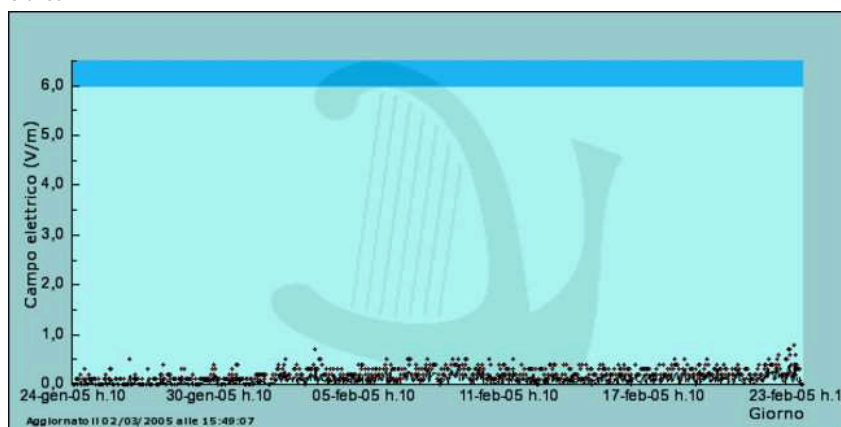 Campo elettrico (V/m)
6,0
5,0
4,0
3,0
2,0
1,0
0,0
24-gen-05 h.10 30-gen-05 h.10 05-feb-05 h.10 11-feb-05 h.10 17-feb-05 h.10 23-feb-05 h.1
Giorno
Aggiornato il 02/03/2005 alle 15:49:07